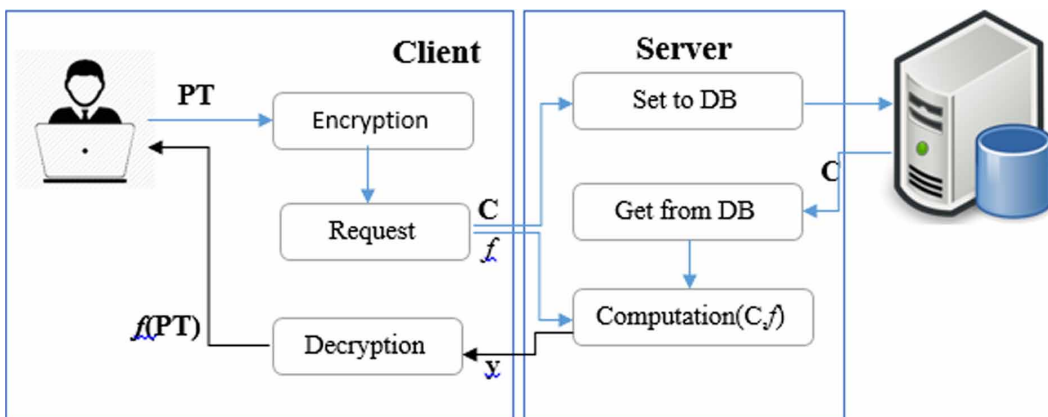 Client
Server
PT
Encryption
Set to DB
C
Request
C
f
Get from DB
Computation(C,f)
f(PT)
Decryption
y